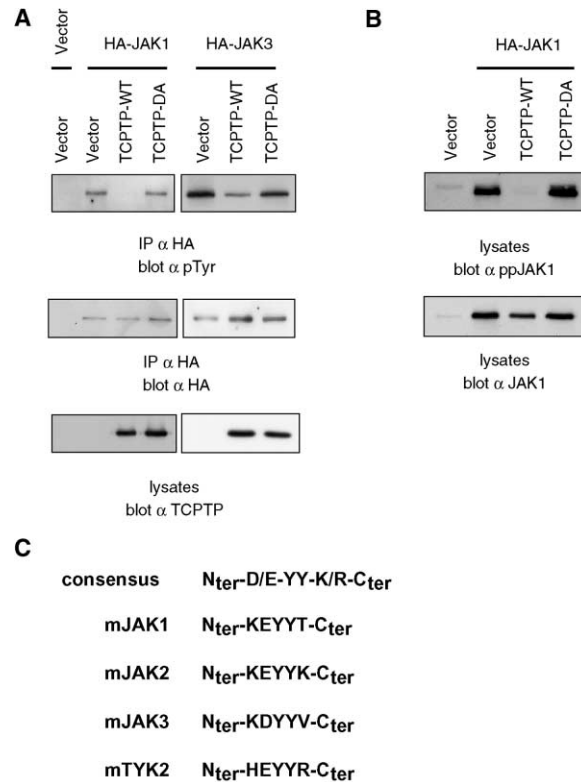 A
Vector
HA-JAK1
HA-JAK3
Vector
Vector
TCPTP-WT
TCPTP-DA
Vector
TCPTP-WT
TCPTP-DA
IP α HA
blot α pTyr
IP α HA
blot α HA
lysates
blot α TCPTP
B
HA-JAK1
Vector
Vector
TCPTP-WT
TCPTP-DA
lysates
blot α ppJAK1
lysates
blot α JAK1
C
consensus Nter-D/E-YY-K/R-Cter
mJAK1 Nter-KEYYT-Cter
mJAK2 Nter-KEYYK-Cter
mJAK3 Nter-KDYYV-Cter
mTYK2 Nter-HEYYR-Cter